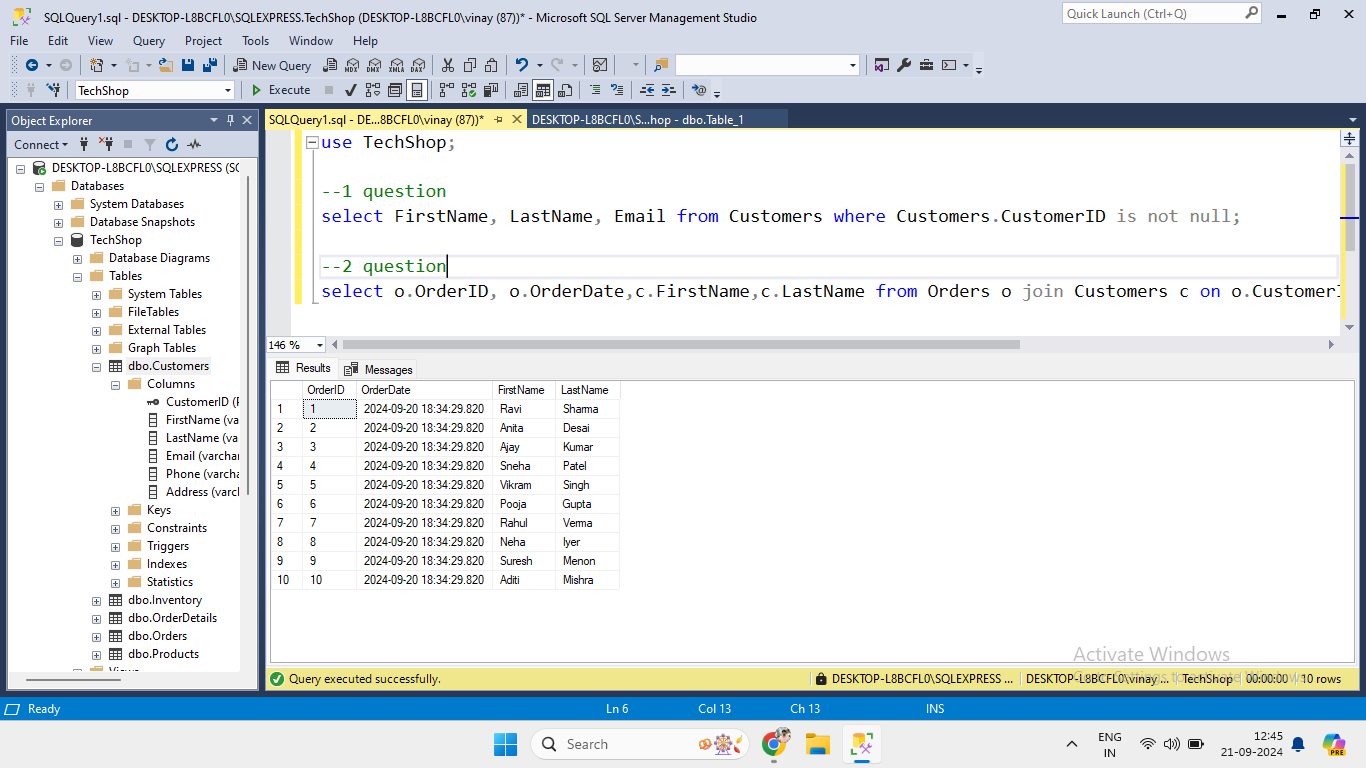 SQLQuery1.sql - DESKTOP-L8BCFL0\SQLEXPRESS.TechShop (DESKTOP-L8BCFL0\vinay (87))* - Microsoft SQL Server Management Studio
Quick Launch (Ctrl+Q)
File Edit View Query Project Tools Window Help
New Query MDX DMX XMLA DAX
TechShop Execute
Object Explorer
SQLQuery1.sql - DE...8BCFL0\vinay (87))* DESKTOP-L8BCFL0\S...hop - dbo.Table_1
Connect
DESKTOP-L8BCFL0\SQLEXPRESS (SQ
Databases
System Databases
Database Snapshots
TechShop
Database Diagrams
Tables
System Tables
FileTables
External Tables
Graph Tables
dbo.Customers
Columns
CustomerID (P
FirstName (va
LastName (va
Email (varchar
Phone (varcha
Address (varcl
Keys
Constraints
Triggers
Indexes
Statistics
dbo.Inventory
dbo.OrderDetails
dbo.Orders
dbo.Products
Views
use TechShop;
--1 question
select FirstName, LastName, Email from Customers where Customers.CustomerID is not null;
--2 question
select o.OrderID, o.OrderDate,c.FirstName,c.LastName from Orders o join Customers c on o.CustomerI
146 %
Results Messages
OrderID OrderDate FirstName LastName
1 1 2024-09-20 18:34:29.820 Ravi Sharma
2 2 2024-09-20 18:34:29.820 Anita Desai
3 3 2024-09-20 18:34:29.820 Ajay Kumar
4 4 2024-09-20 18:34:29.820 Sneha Patel
5 5 2024-09-20 18:34:29.820 Vikram Singh
6 6 2024-09-20 18:34:29.820 Pooja Gupta
7 7 2024-09-20 18:34:29.820 Rahul Verma
8 8 2024-09-20 18:34:29.820 Neha Iyer
9 9 2024-09-20 18:34:29.820 Suresh Menon
10 10 2024-09-20 18:34:29.820 Aditi Mishra
Activate Windows
Go to Settings to activate Windows.
Query executed successfully. DESKTOP-L8BCFL0\SQLEXPRESS ... DESKTOP-L8BCFL0\vinay ... TechShop 00:00:00 10 rows
Ready Ln 6 Col 13 Ch 13 INS
Search
ENG
IN
12:45
21-09-2024
PRE